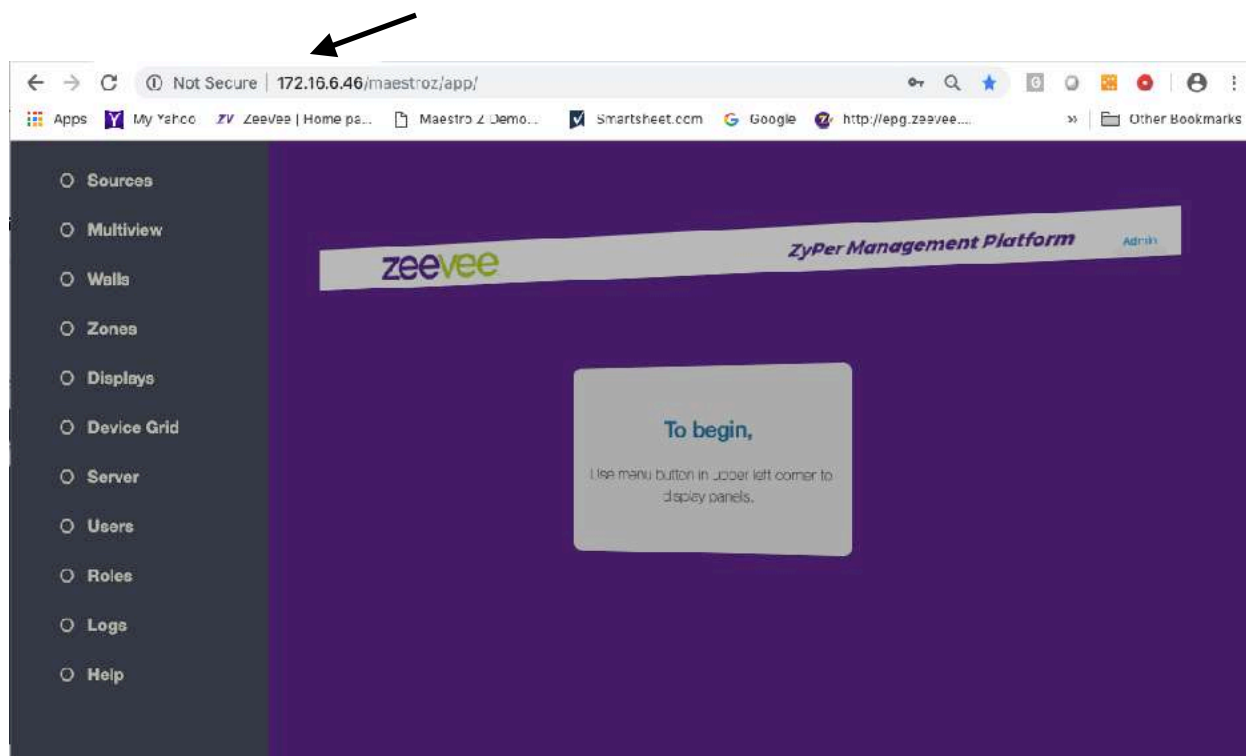 Not Secure | 172.16.6.46/maestroz/app/
Apps My Yahoo ZV ZeeVee | Home pa... Maestro Z Demo... Smartsheet.com G Google http://epg.zeevee.... » Other Bookmarks
Sources
Multiview
Walls
Zones
Displays
Device Grid
Server
Users
Roles
Logs
Help
zeevee ZyPer Management Platform Admin
To begin,
Use menu button in upper left corner to
display panels.